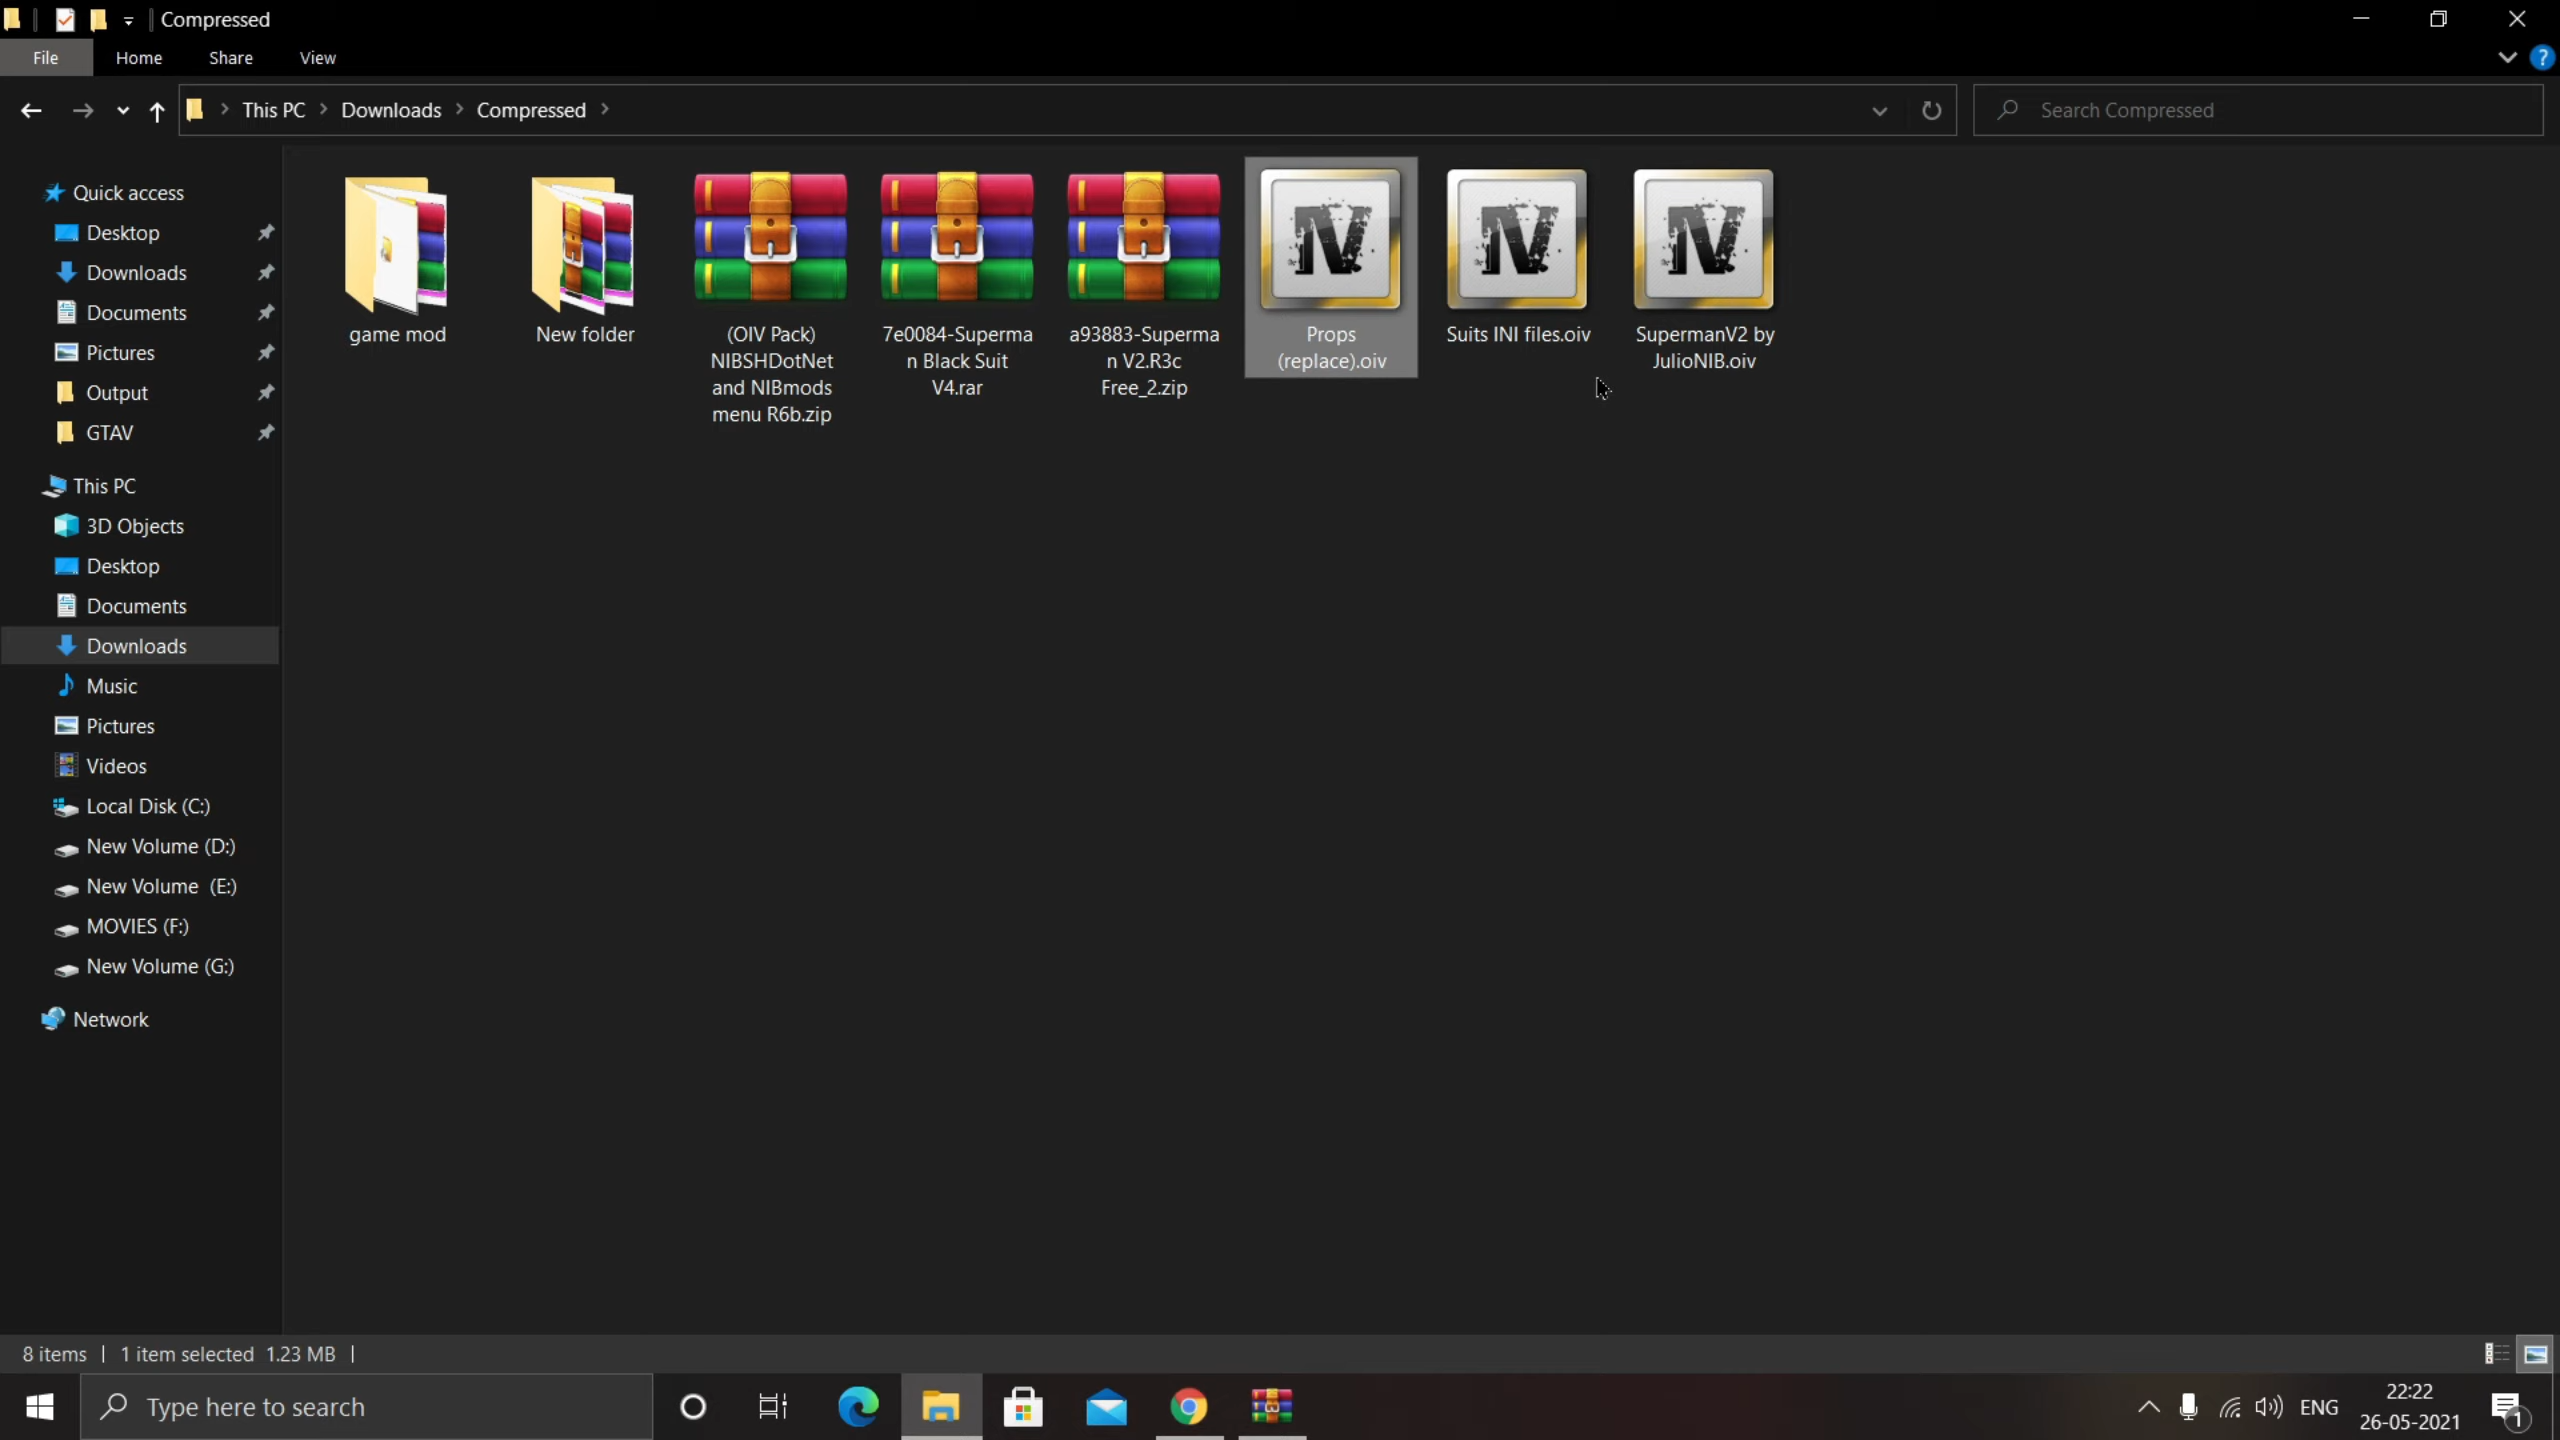 Compressed
File Home Share View
This PC Downloads Compressed
Search Compressed
Quick access
Desktop
Downloads
Documents
Pictures
Output
GTAV
This PC
3D Objects
Desktop
Documents
Downloads
Music
Pictures
Videos
Local Disk (C:)
New Volume (D:)
New Volume (E:)
MOVIES (F:)
New Volume (G:)
Network
game mod
New folder
(OIV Pack)
NIBSHDotNet
and NIBmods
menu R6b.zip
7e0084-Superma
n Black Suit
V4.rar
a93883-Superma
n V2.R3c
Free_2.zip
Props
(replace).oiv
Suits INI files.oiv
SupermanV2 by
JulioNIB.oiv
8 items 1 item selected 1.23 MB
Type here to search
ENG
22:22
26-05-2021
1